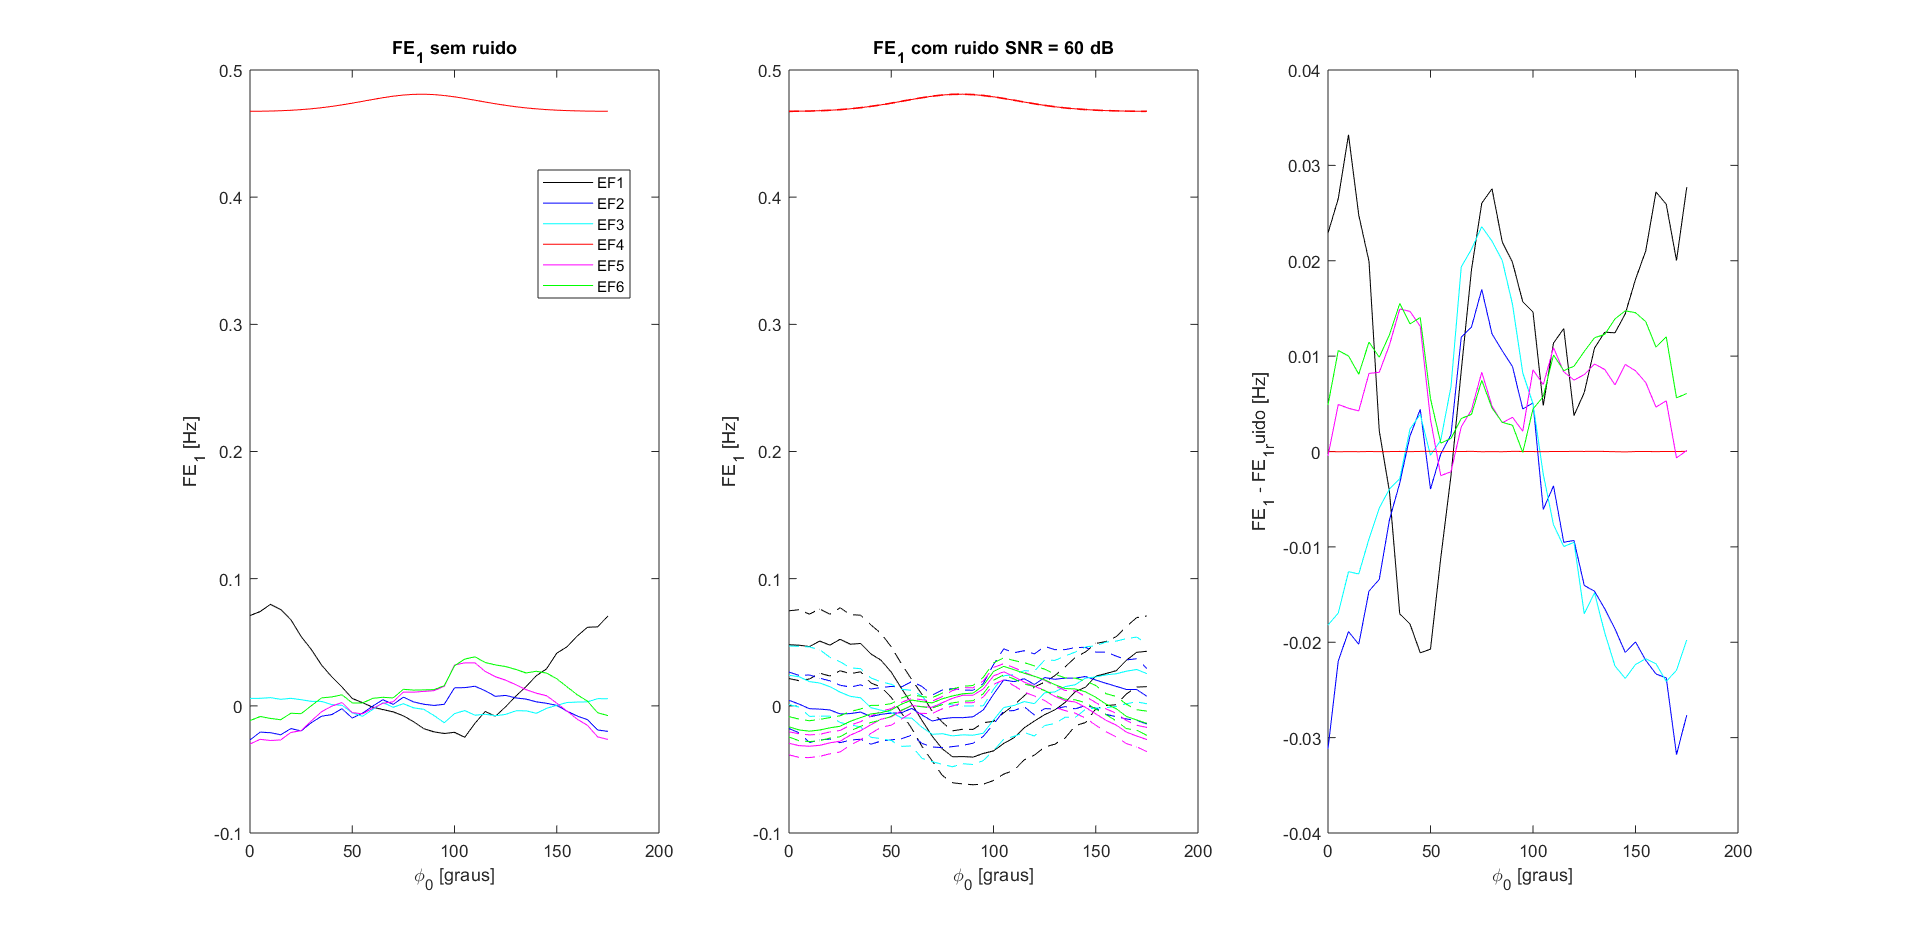 FE1 sem ruido
0.5
0.4
0.3
0.2
0.1
0
-0.1
0
50
100
150
200
FE1 [Hz]
ϕ0 [graus]
EF1
EF2
EF3
EF4
EF5
EF6
FE1 com ruido SNR = 60 dB
0.5
0.4
0.3
0.2
0.1
0
-0.1
0
50
100
150
200
FE1 [Hz]
ϕ0 [graus]
0.04
0.03
0.02
0.01
0
-0.01
-0.02
-0.03
-0.04
0
50
100
150
200
FE1 - FE1ruido [Hz]
ϕ0 [graus]